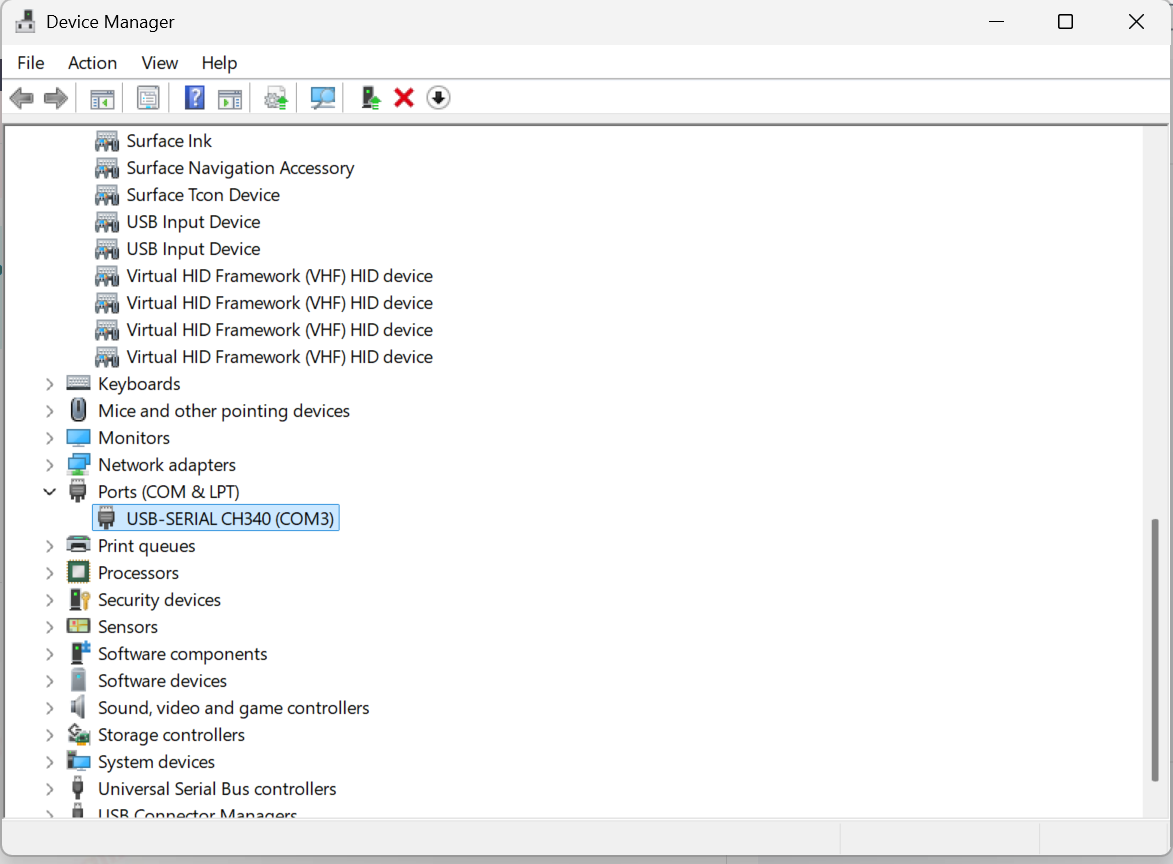 Device Manager
File Action View Help
Surface Ink
Surface Navigation Accessory
Surface Tcon Device
USB Input Device
USB Input Device
Virtual HID Framework (VHF) HID device
Virtual HID Framework (VHF) HID device
Virtual HID Framework (VHF) HID device
Virtual HID Framework (VHF) HID device
Keyboards
Mice and other pointing devices
Monitors
Network adapters
Ports (COM & LPT)
USB-SERIAL CH340 (COM3)
Print queues
Processors
Security devices
Sensors
Software components
Software devices
Sound, video and game controllers
Storage controllers
System devices
Universal Serial Bus controllers
USB Connector Managers